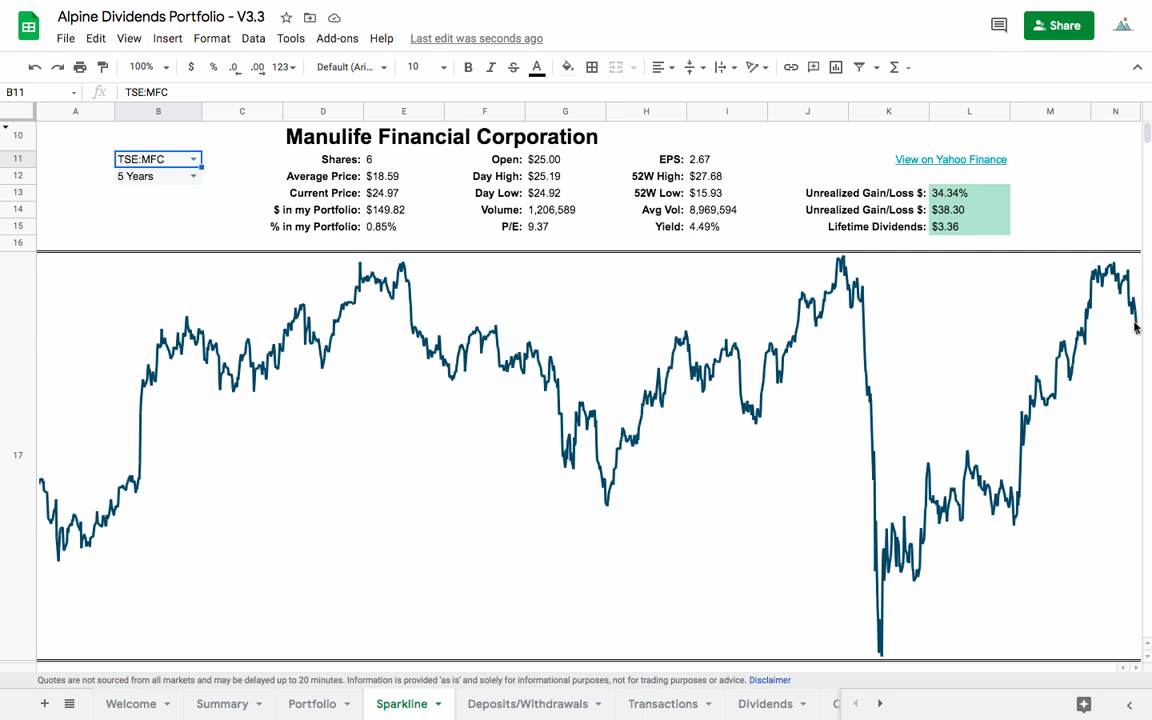 Alpine Dividends Portfolio - V3.3
Share
File Edit View Insert Format Data Tools Add-ons Help Last edit was seconds ago
100% $ % .0 .00 123 Default (Ari... 10 B I S A
B11 fx TSE:MFC
A B C D E F G H I J K L M N
10 Manulife Financial Corporation
11 TSE:MFC Shares: 6 Open: $25.00 EPS: 2.67 View on Yahoo Finance
12 5 Years Average Price: $18.59 Day High: $25.19 52W High: $27.68
13 Current Price: $24.97 Day Low: $24.92 52W Low: $15.93 Unrealized Gain/Loss $: 34.34%
14 $ in my Portfolio: $149.82 Volume: 1,206,589 Avg Vol: 8,969,594 Unrealized Gain/Loss $: $38.30
15 % in my Portfolio: 0.85% P/E: 9.37 Yield: 4.49% Lifetime Dividends: $3.36
16
17
Quotes are not sourced from all markets and may be delayed up to 20 minutes. Information is provided 'as is' and solely for informational purposes, not for trading purposes or advice. Disclaimer
Welcome Summary Portfolio Sparkline Deposits/Withdrawals Transactions Dividends